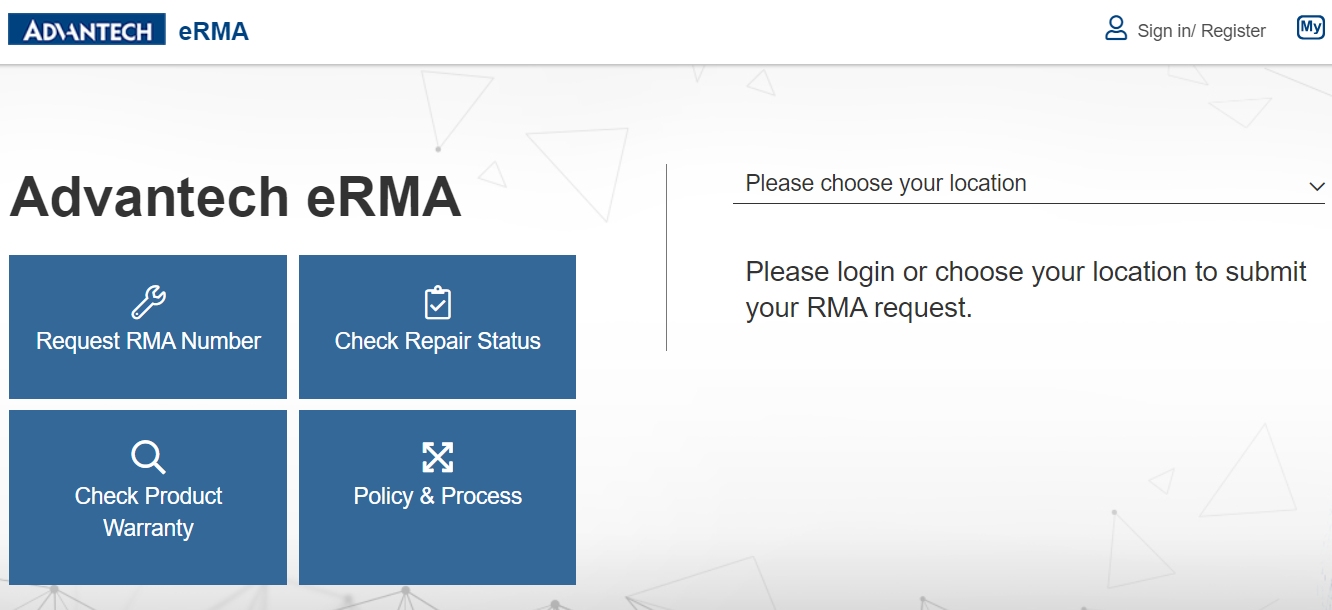 ADVANTECH eRMA
Sign in/ Register
My
Advantech eRMA
Request RMA Number
Check Repair Status
Check Product
Warranty
Policy & Process
Please choose your location
Please login or choose your location to submit
your RMA request.